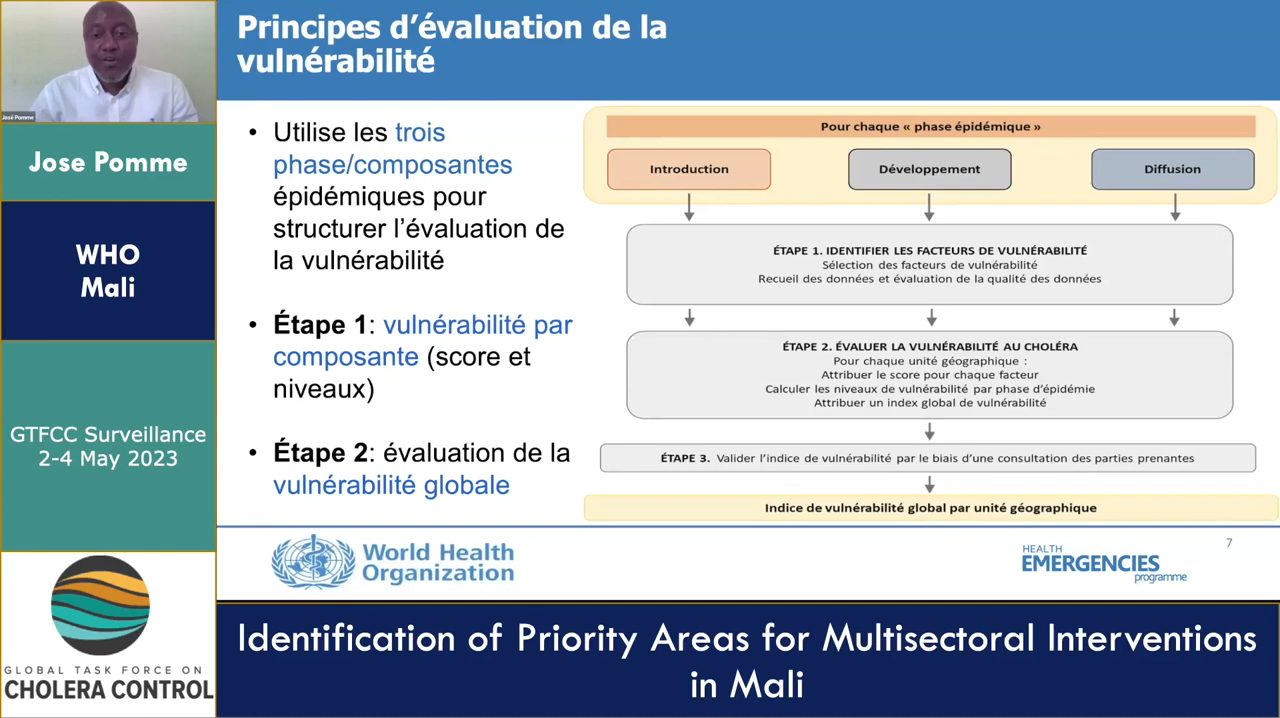 José Pomme
Jose Pomme
WHO
Mali
GTFCC Surveillance
2-4 May 2023
GLOBAL TASK FORCE ON
CHOLERA CONTROL
Principes d’évaluation de la
vulnérabilité
• Utilise les trois
phase/composantes
épidémiques pour
structurer l’évaluation de
la vulnérabilité
• Étape 1: vulnérabilité par
composante (score et
niveaux)
• Étape 2: évaluation de la
vulnérabilité globale
Pour chaque « phase épidémique »
Introduction
Développement
Diffusion
ÉTAPE 1. IDENTIFIER LES FACTEURS DE VULNÉRABILITÉ
Sélection des facteurs de vulnérabilité
Recueil des données et évaluation de la qualité des données
ÉTAPE 2. ÉVALUER LA VULNÉRABILITÉ AU CHOLÉRA
Pour chaque unité géographique :
Attribuer le score pour chaque facteur
Calculer les niveaux de vulnérabilité par phase d’épidémie
Attribuer un index global de vulnérabilité
ÉTAPE 3. Valider l’indice de vulnérabilité par le biais d’une consultation des parties prenantes
Indice de vulnérabilité global par unité géographique
World Health
Organization
7
HEALTH
EMERGENCIES
programme
Identification of Priority Areas for Multisectoral Interventions
in Mali